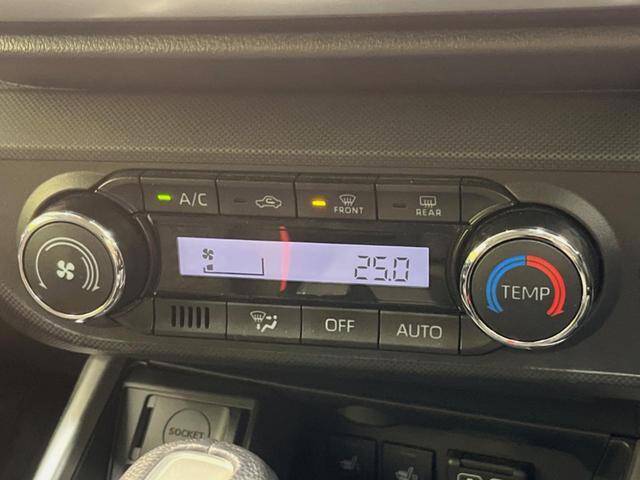 A/C
FRONT
REAR
25.0
TEMP
OFF
AUTO
SOCKET